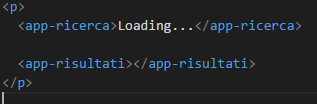 <p>
  <app-ricerca>Loading...</app-ricerca>
  <app-risultati></app-risultati>
</p>